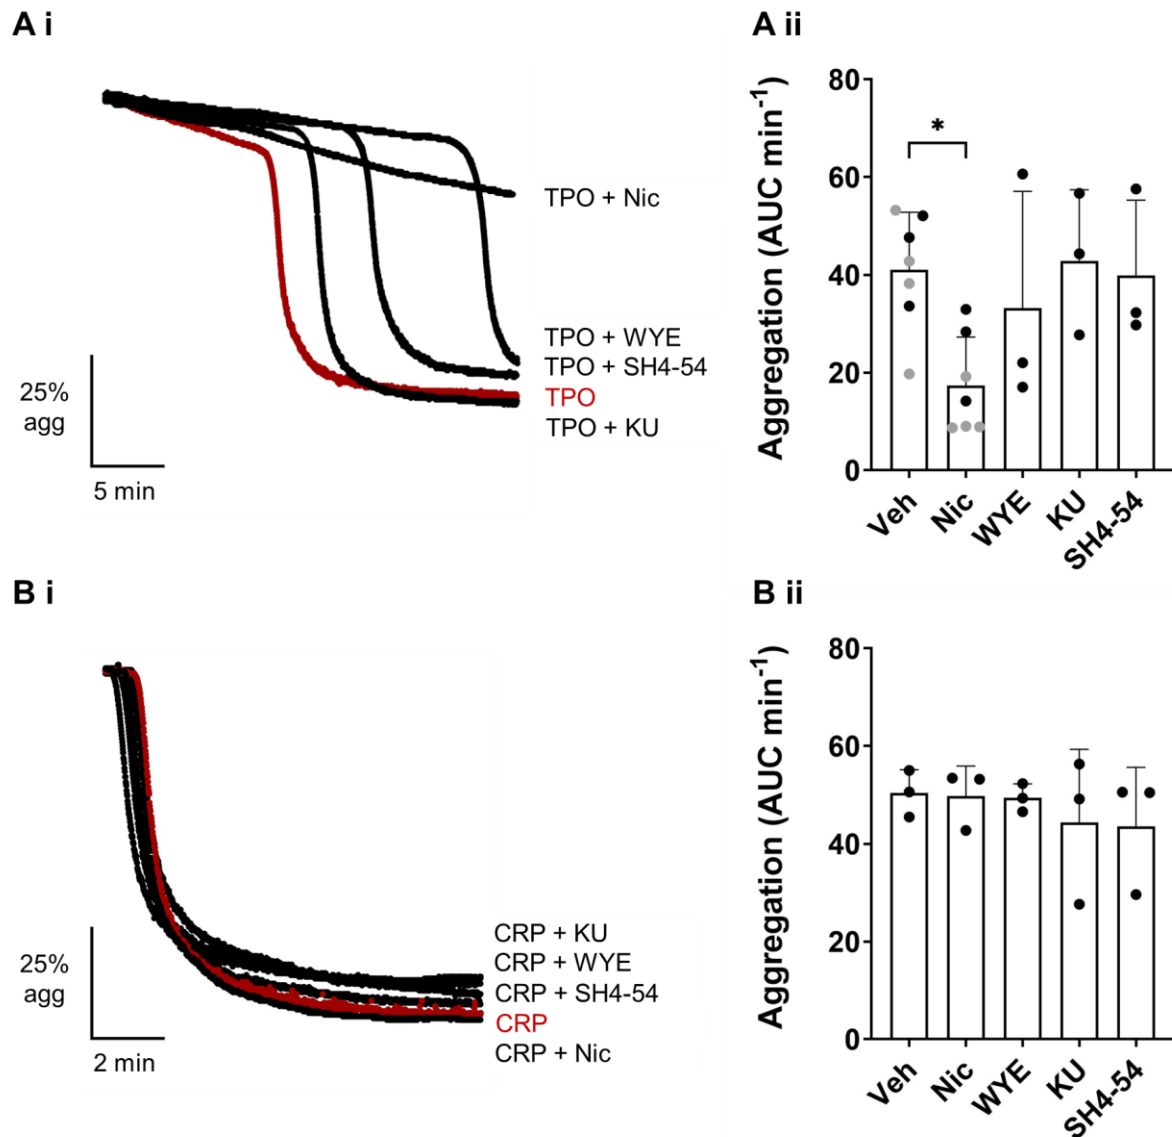 A i
TPO + Nic
TPO + WYE
TPO + SH4-54
TPO
TPO + KU
25%
agg
5 min
A ii
Aggregation (AUC min⁻¹)
80
60
40
20
0
*
Veh
Nic
WYE
KU
SH4-54
B i
CRP + KU
CRP + WYE
CRP + SH4-54
CRP
CRP + Nic
25%
agg
2 min
B ii
Aggregation (AUC min⁻¹)
80
60
40
20
0
Veh
Nic
WYE
KU
SH4-54